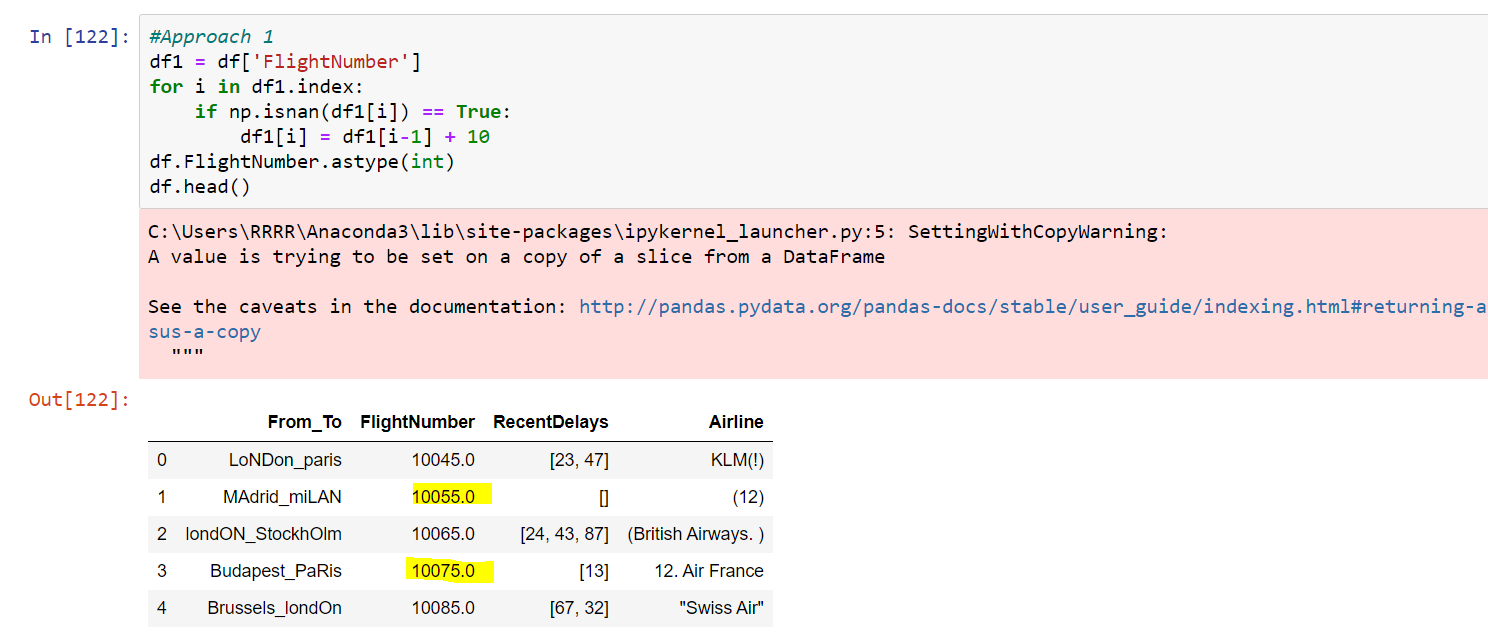 In [122]: #Approach 1
df1 = df['FlightNumber']
for i in df1.index:
    if np.isnan(df1[i]) == True:
        df1[i] = df1[i-1] + 10
df.FlightNumber.astype(int)
df.head()
C:\Users\RRRR\Anaconda3\lib\site-packages\ipykernel_launcher.py:5: SettingWithCopyWarning:
A value is trying to be set on a copy of a slice from a DataFrame
See the caveats in the documentation: http://pandas.pydata.org/pandas-docs/stable/user_guide/indexing.html#returning-a
sus-a-copy
  """
Out[122]:
From_To FlightNumber RecentDelays Airline
0 LoNDon_paris 10045.0 [23, 47] KLM(!)
1 MAdrid_miLAN 10055.0 [] (12)
2 londON_StockhOlm 10065.0 [24, 43, 87] (British Airways. )
3 Budapest_PaRis 10075.0 [13] 12. Air France
4 Brussels_londOn 10085.0 [67, 32] "Swiss Air"